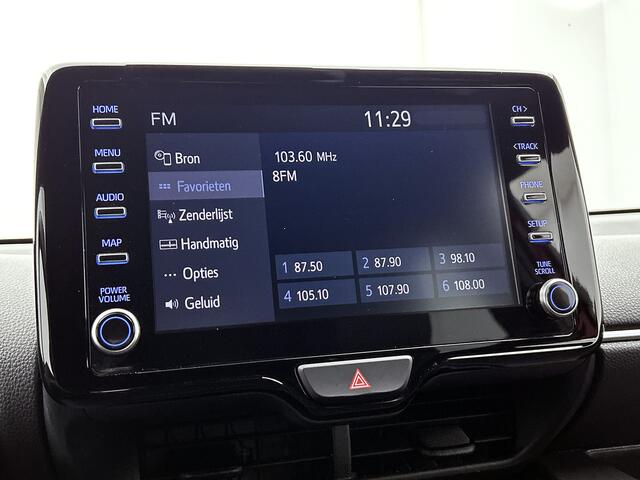 HOME
MENU
AUDIO
MAP
POWER
VOLUME
FM
11:29
Bron
Favorieten
Zenderlijst
Handmatig
Opties
Geluid
103.60 MHz
8FM
1 87.50
2 87.90
3 98.10
4 105.10
5 107.90
6 108.00
CH >
< TRACK
PHONE
SETUP
TUNE
SCROLL